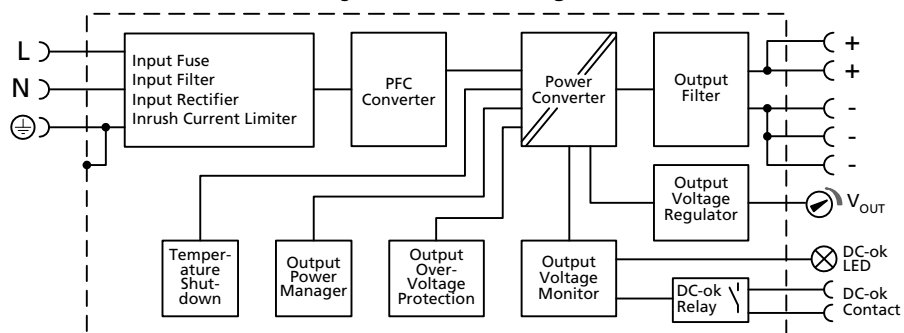 L
N
Input Fuse
Input Filter
Input Rectifier
Inrush Current Limiter
PFC
Converter
Power
Converter
Output
Filter
+
+
-
-
-
Output
Voltage
Regulator
VOUT
Temper-
ature
Shut-
down
Output
Power
Manager
Output
Over-
Voltage
Protection
Output
Voltage
Monitor
DC-ok
LED
DC-ok
Relay
DC-ok
Contact